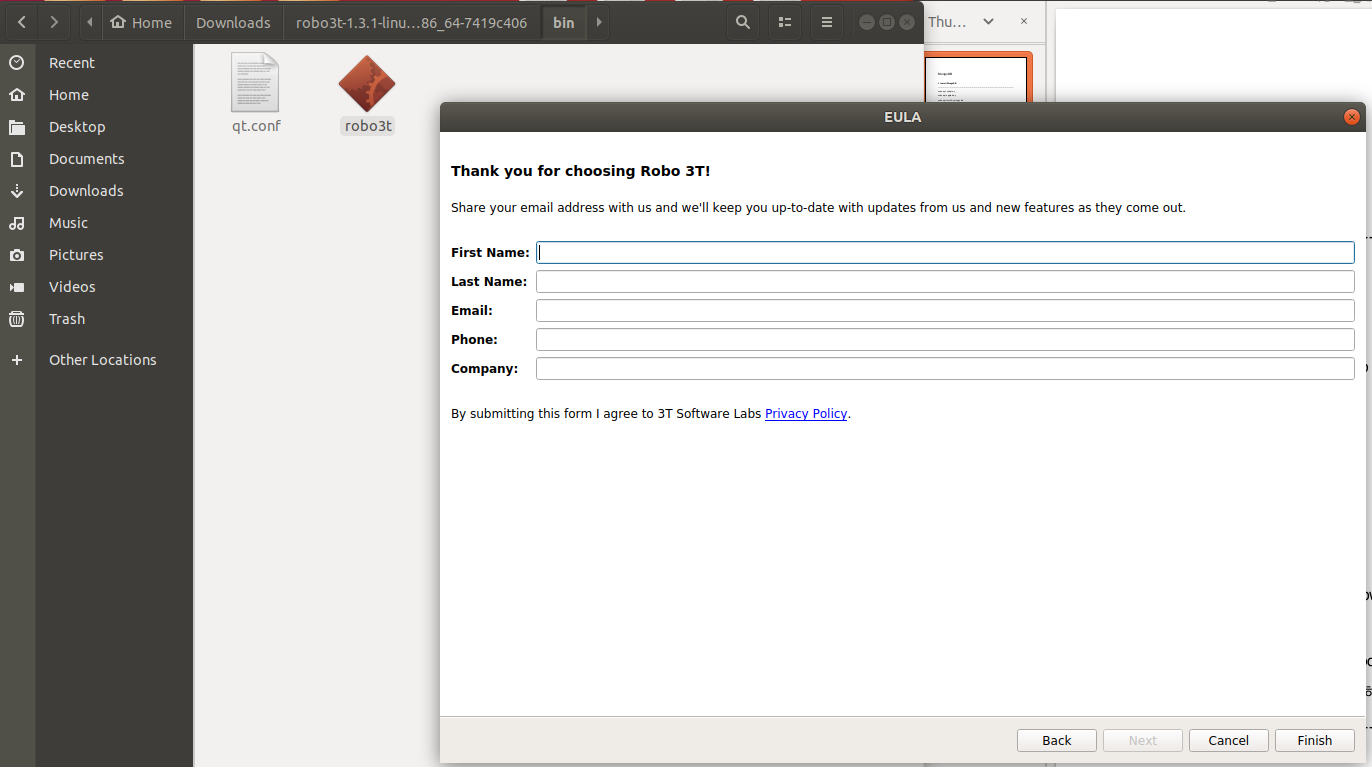 Home
Downloads
robo3t-1.3.1-linu...86_64-7419c406
bin
Thu...
Recent
Home
Desktop
Documents
Downloads
Music
Pictures
Videos
Trash
Other Locations
qt.conf
robo3t
EULA
Thank you for choosing Robo 3T!
Share your email address with us and we'll keep you up-to-date with updates from us and new features as they come out.
First Name:
Last Name:
Email:
Phone:
Company:
By submitting this form I agree to 3T Software Labs Privacy Policy.
Back
Next
Cancel
Finish